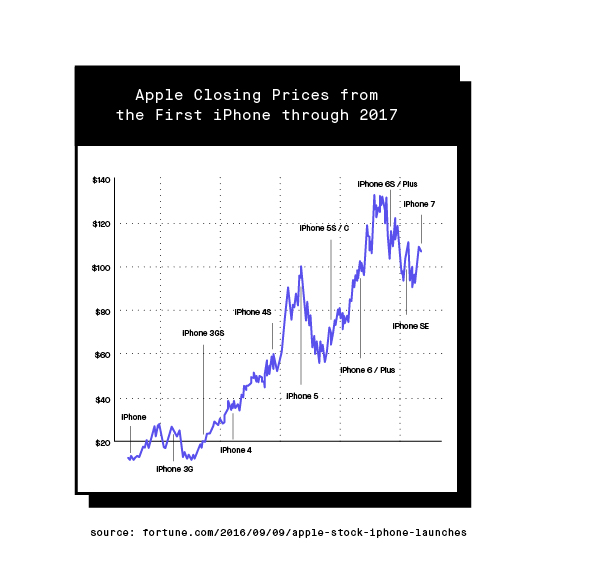 Apple Closing Prices from
the First iPhone through 2017
$140
iPhone 6S / Plus
iPhone 7
$120
iPhone 5S / C
$100
$80
iPhone 4S
iPhone SE
iPhone 3GS
$60
iPhone 6 / Plus
$40
iPhone 5
iPhone
$20
iPhone 4
iPhone 3G
source: fortune.com/2016/09/09/apple-stock-iphone-launches